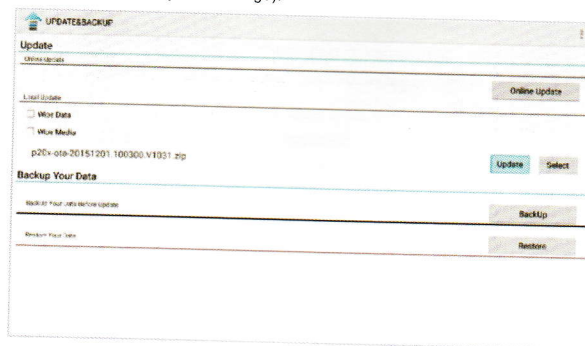 UPDATE&BACKUP
Update
Online Update
Online Update
Local Update
Wipe Data
Wipe Media
p20x-ota-20151201.100300.V1031.zip
Update Select
Backup Your Data
Backup Your Data Before Update
BackUp
Restore Your Data
Restore